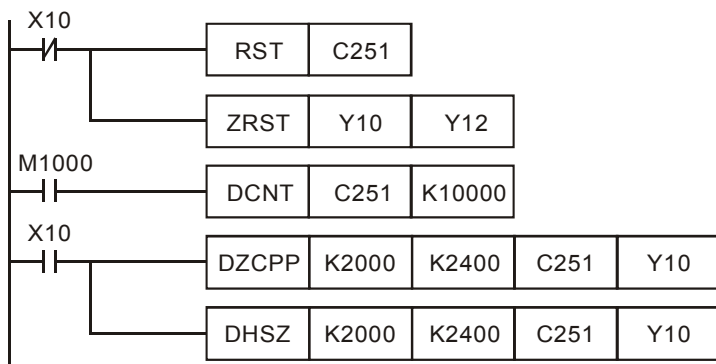 X10
RST C251
ZRST Y10 Y12
M1000
DCNT C251 K10000
X10
DZCPP K2000 K2400 C251 Y10
DHSZ K2000 K2400 C251 Y10